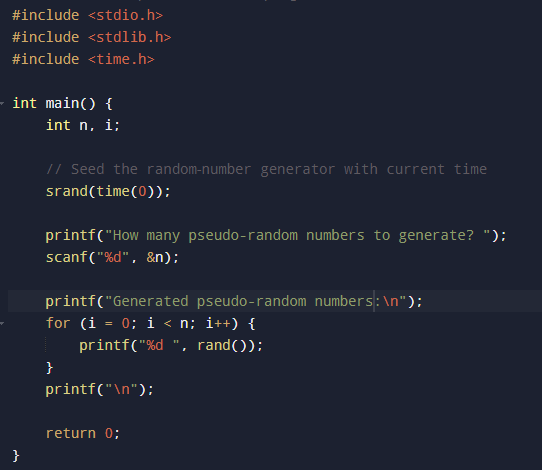 #include <stdio.h>
#include <stdlib.h>
#include <time.h>
int main() {
int n, i;
// Seed the random-number generator with current time
srand(time(0));
printf("How many pseudo-random numbers to generate? ");
scanf("%d", &n);
printf("Generated pseudo-random numbers:\n");
for (i = 0; i < n; i++) {
printf("%d ", rand());
}
printf("\n");
return 0;
}